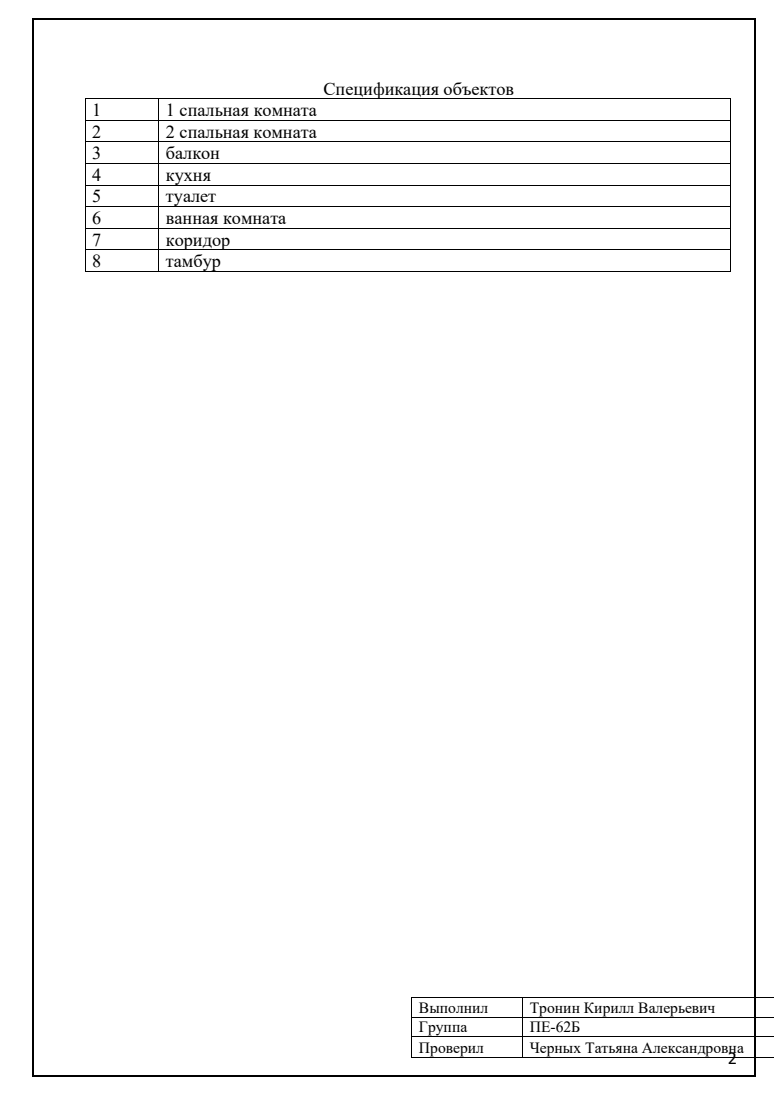 Спецификация объектов
1 1 спальная комната
2 2 спальная комната
3 балкон
4 кухня
5 туалет
6 ванная комната
7 коридор
8 тамбур
Выполнил Тронин Кирилл Валерьевич
Группа ПЕ-62Б
Проверил Черных Татьяна Александровна
2